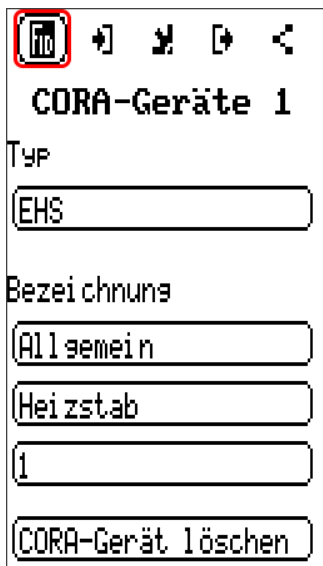 CORA-Geräte 1
Typ
EHS
Bezeichnung
Allgemein
Heizstab
1
CORA-Gerät löschen